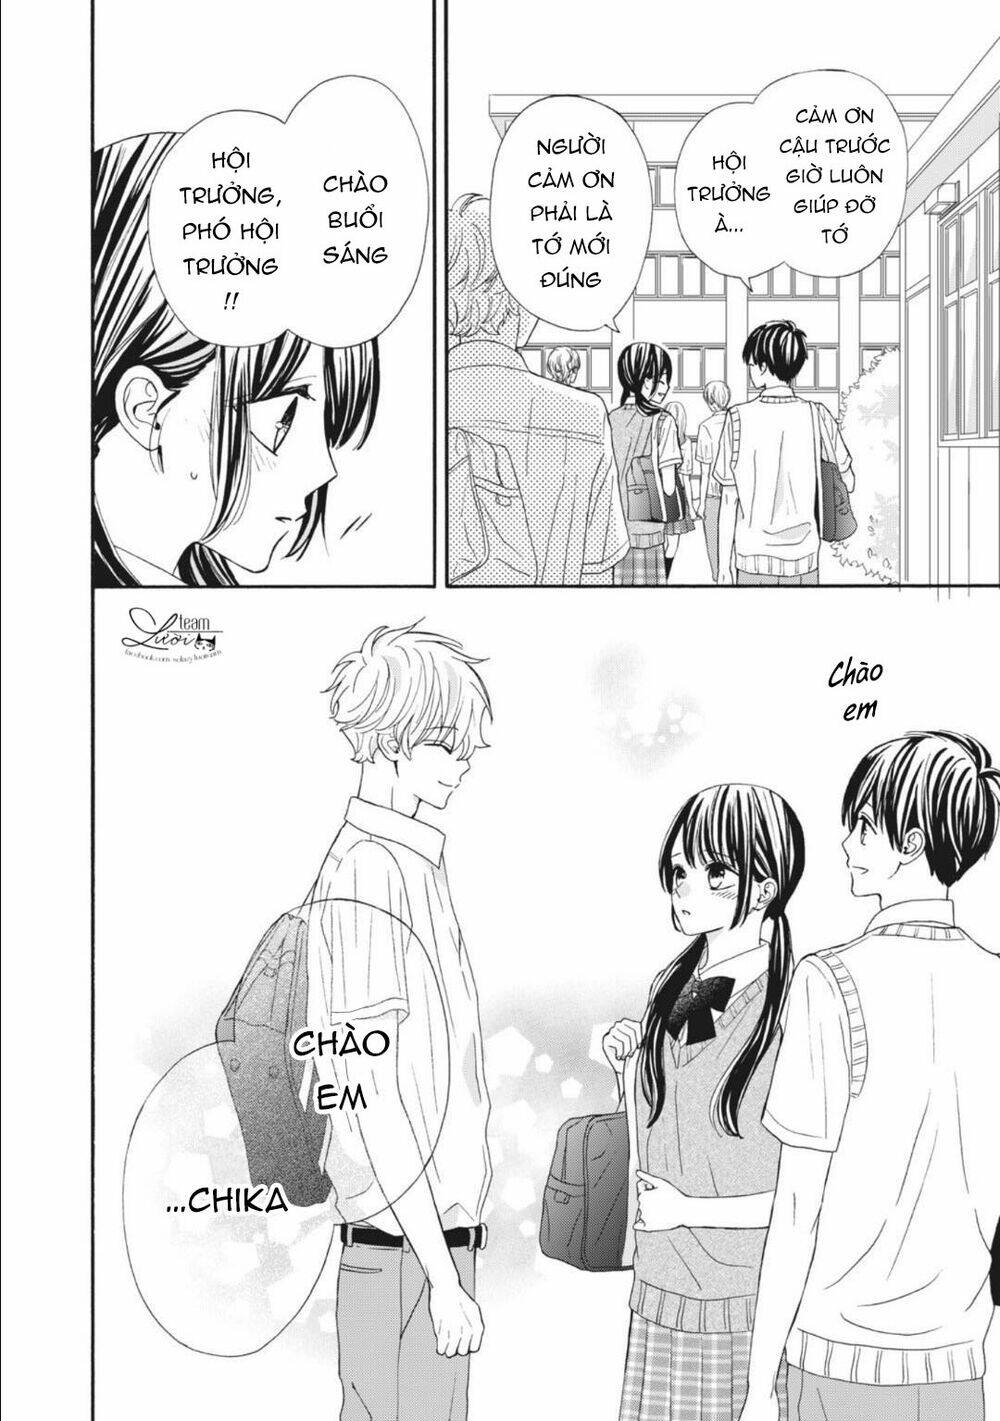 CẢM ƠN
CẬU TRƯỚC
GIỜ LUÔN
GIÚP ĐỠ
TỚ
HỘI
TRƯỞNG
À...
NGƯỜI
CẢM ƠN
PHẢI LÀ
TỚ MỚI
ĐÚNG
CHÀO
BUỔI
SÁNG
HỘI
TRƯỞNG,
PHÓ HỘI
TRƯỞNG
!!
team
Lười
Chào
em
CHÀO
EM
...CHIKA